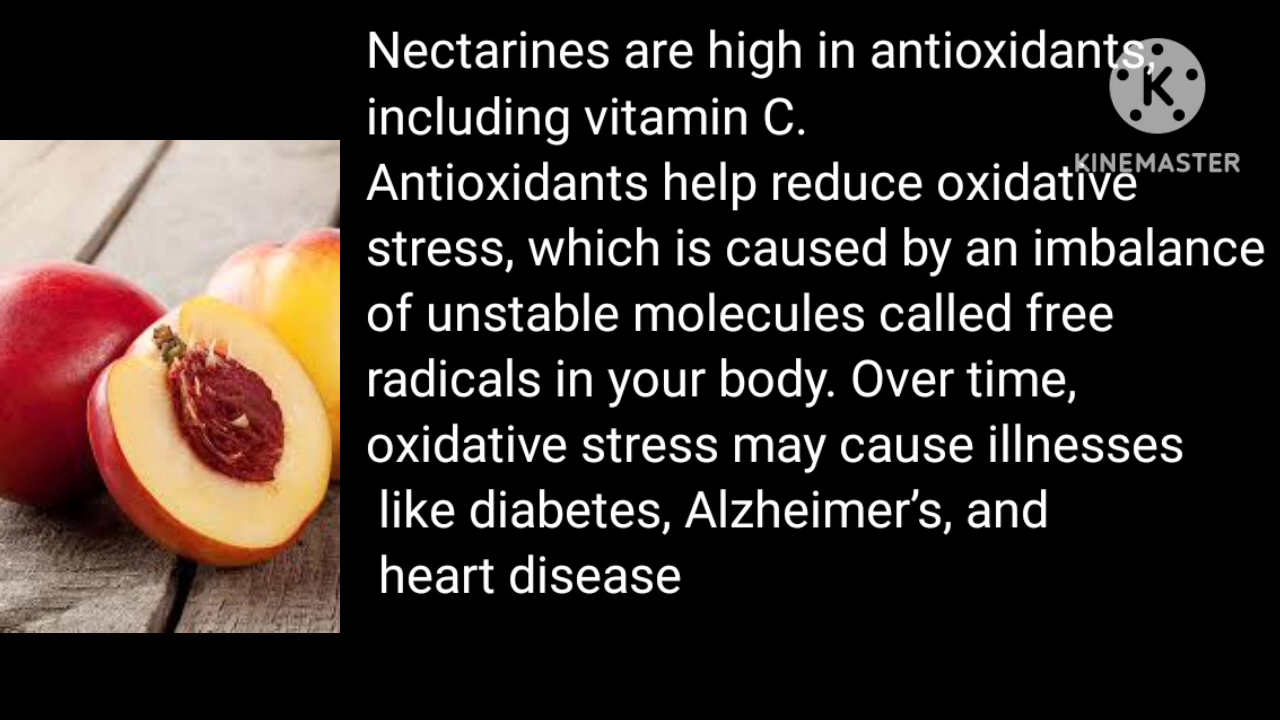 Nectarines are high in antioxidants,
including vitamin C.
Antioxidants help reduce oxidative
stress, which is caused by an imbalance
of unstable molecules called free
radicals in your body. Over time,
oxidative stress may cause illnesses
like diabetes, Alzheimer’s, and
heart disease
K
KINEMASTER